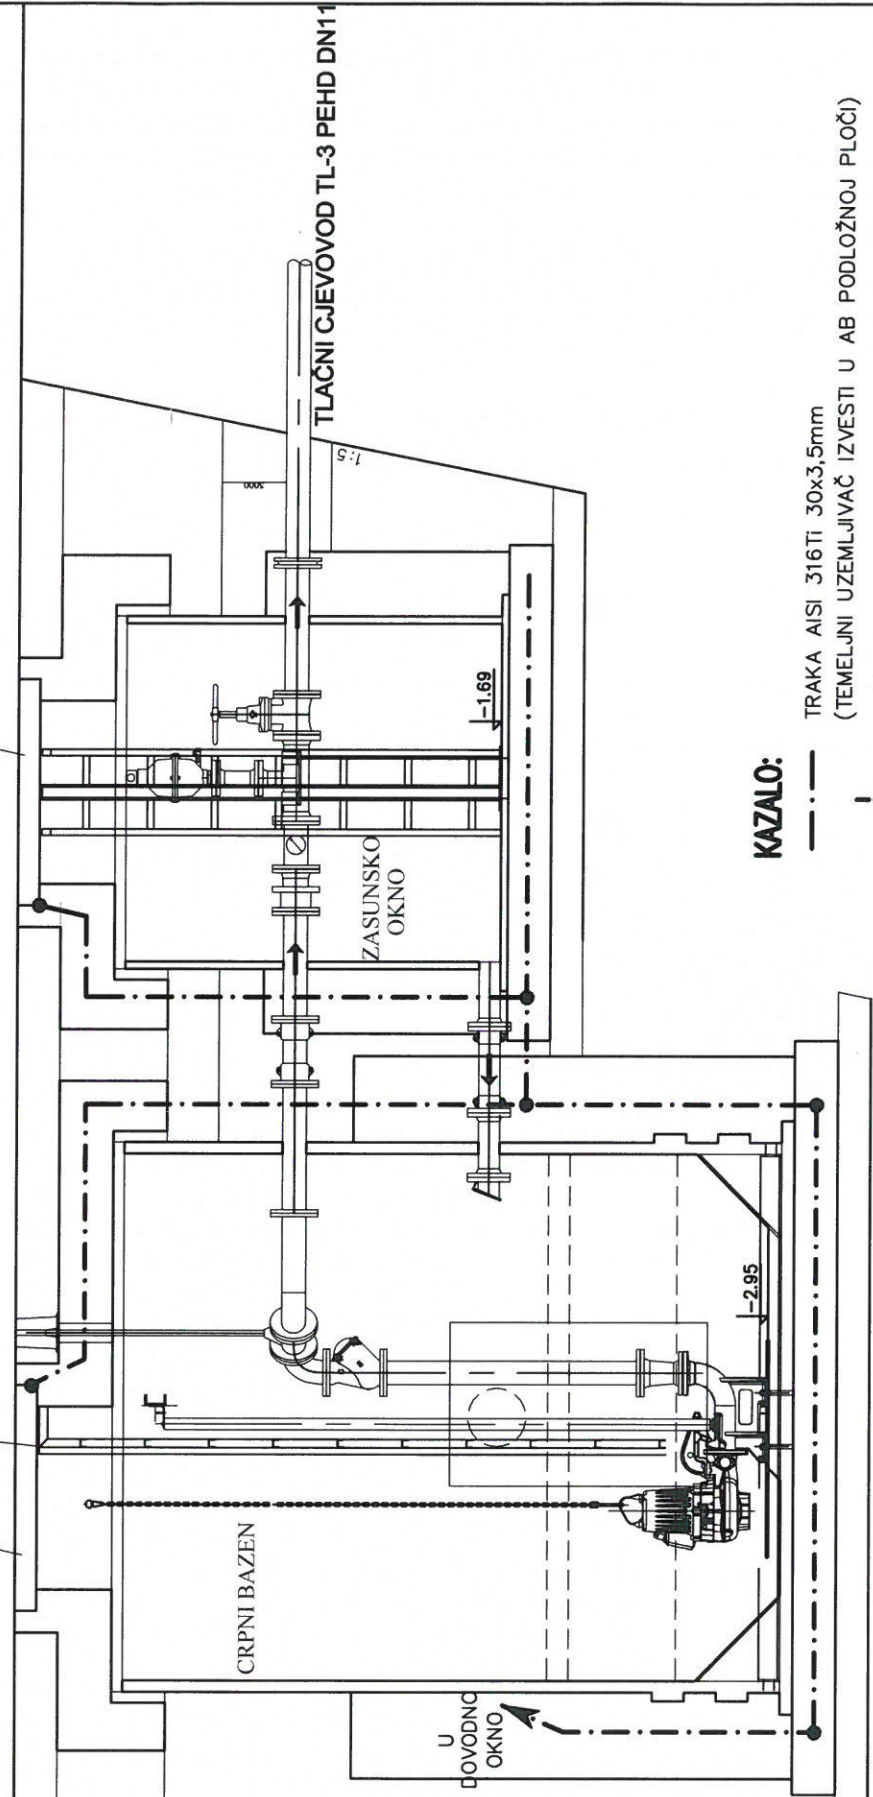 TLAČNI CJEVOVOD TL-3 PEHD DN11
1:5
3000
-1.69
ZASUNSKO
OKNO
-2.95
CRPNI BAZEN
U
DOVODNO
OKNO
KAZALO:
TRAKA AISI 316Ti 30x3,5mm
(TEMELJNI UZEMLJIVAČ IZVESTI U AB PODLOŽNOJ PLOČI)